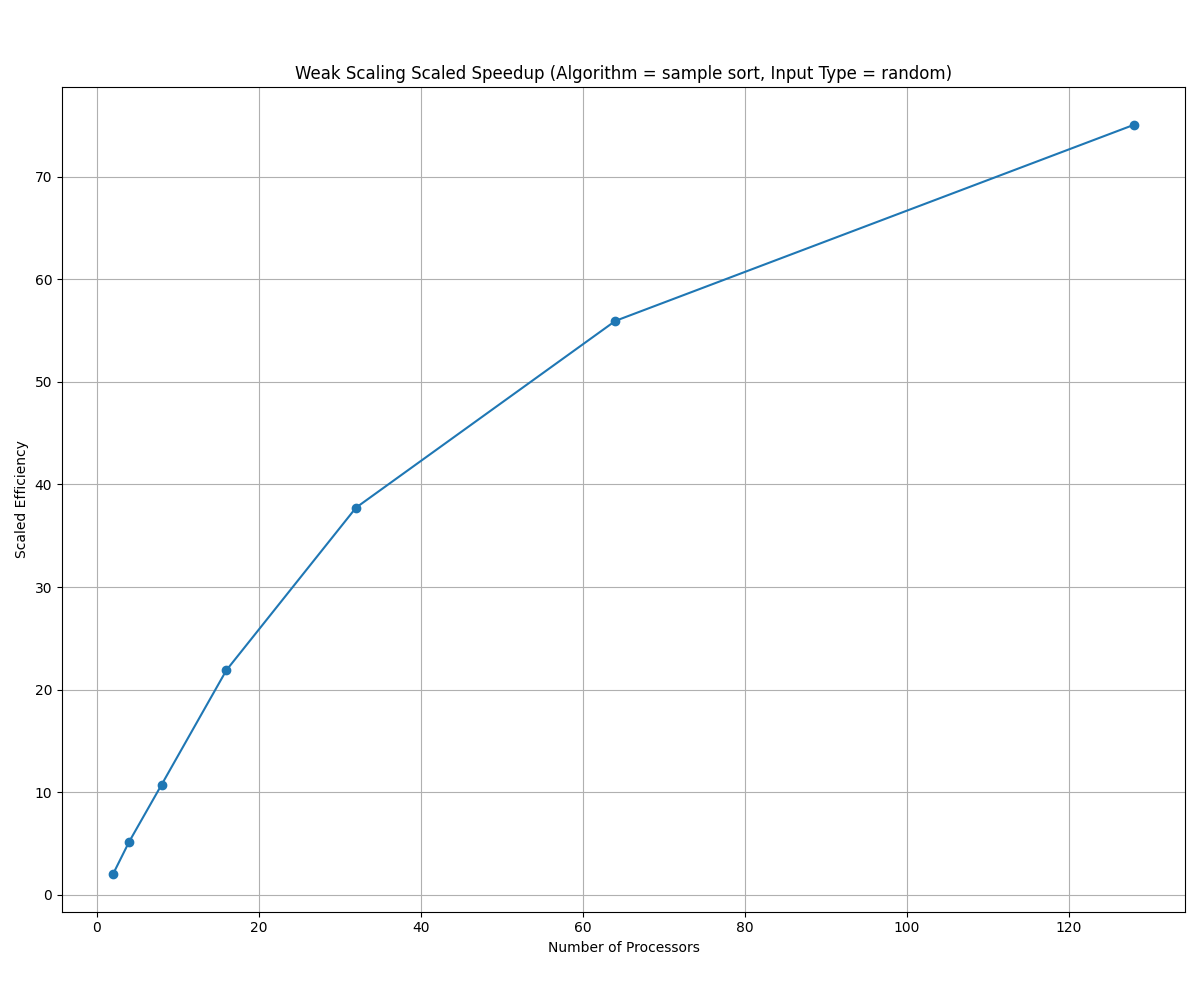 Weak Scaling Scaled Speedup (Algorithm = sample sort, Input Type = random)
70
60
50
40
30
20
10
0
Scaled Efficiency
0 20 40 60 80 100 120
Number of Processors